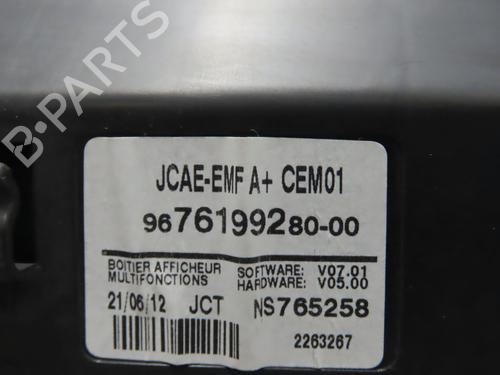 B-PARTS
JCAE-EMF A+ CEM01
9676199280-00
BOITIER AFFICHEUR SOFTWARE: V07.01
MULTIFONCTIONS HARDWARE: V05.00
21/06/12 JCT NS765258
2263267